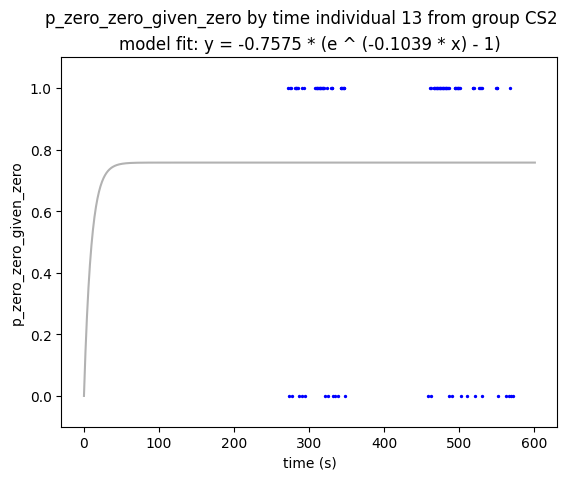 p_zero_zero_given_zero by time individual 13 from group CS2
model fit: y = -0.7575 * (e ^ (-0.1039 * x) - 1)
1.0
0.8
0.6
0.4
0.2
0.0
p_zero_zero_given_zero
0 100 200 300 400 500 600
time (s)